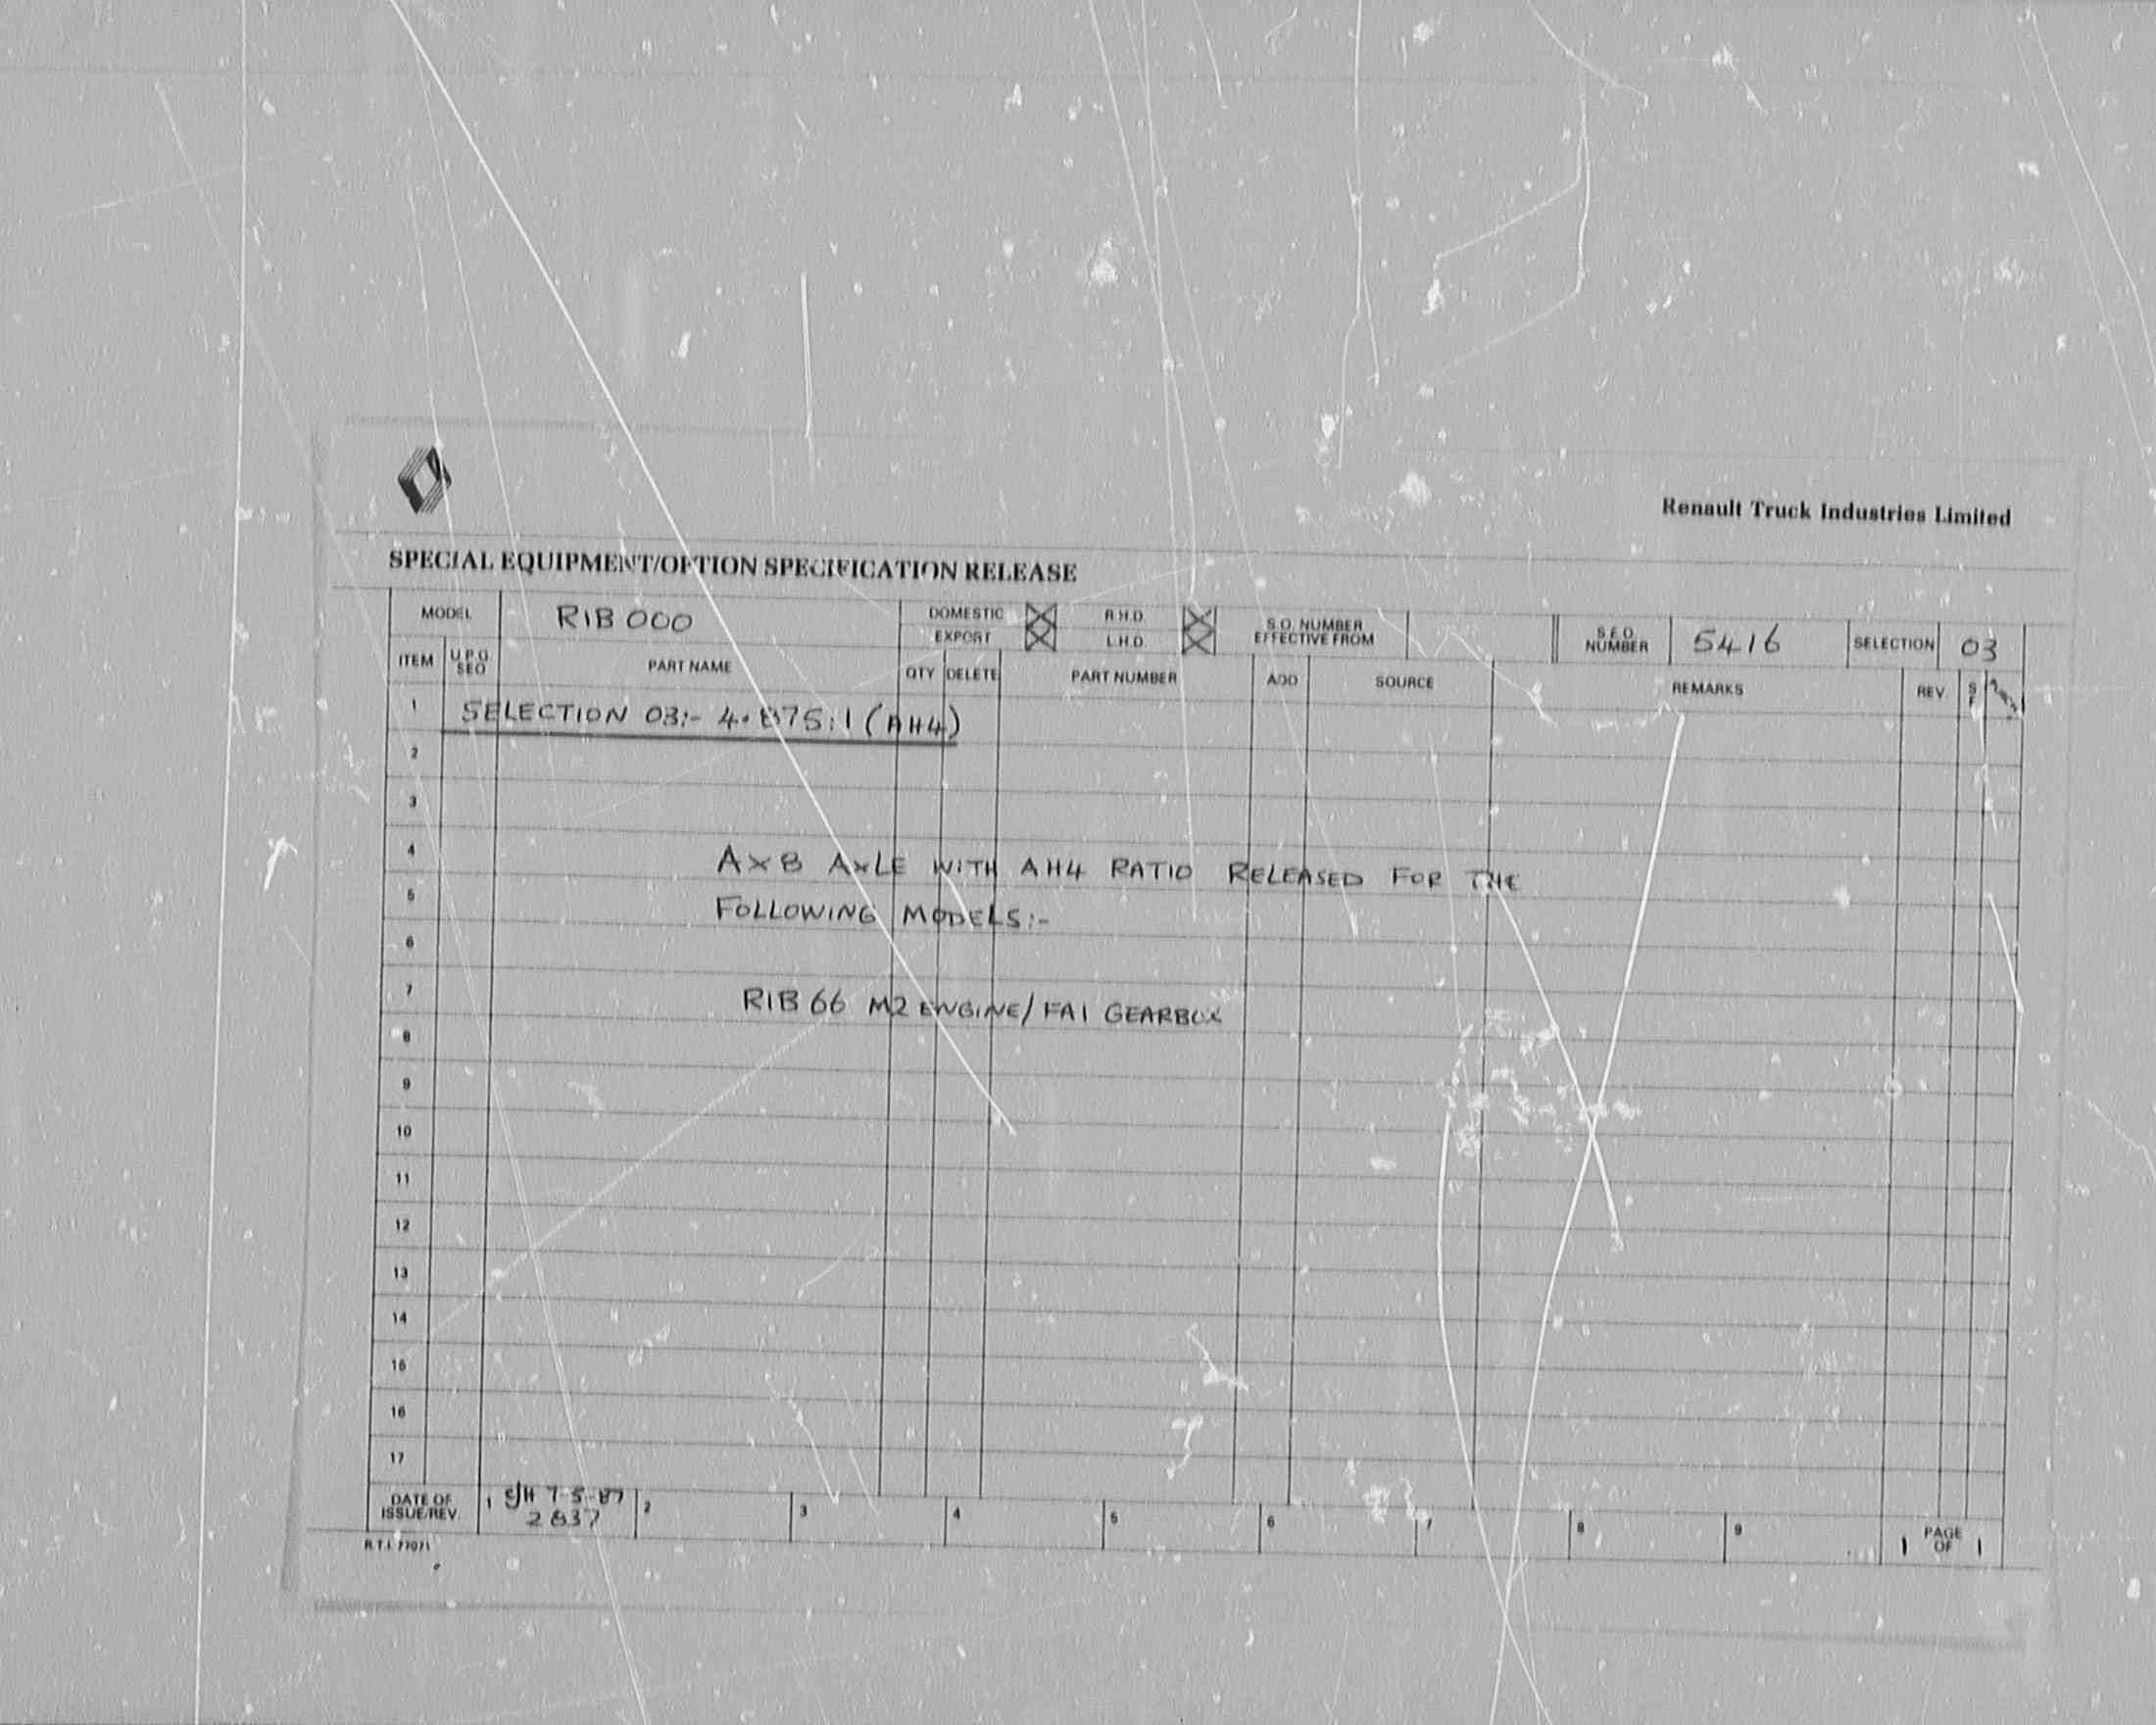 Renault Truck Industries Limited
SPECIAL EQUIPMENT/OPTION SPECIFICATION RELEASE
MODEL RIB 000 DOMESTIC R.H.D. S.O. NUMBER EFFECTIVE FROM S.E.O. NUMBER 5416 SELECTION 03
EXPORT L.H.D.
ITEM U.P.G. SEO PART NAME QTY DELETE PART NUMBER ADD SOURCE REMARKS REV.
1 SELECTION 03:- 4.875:1 (AH4)
2
3
4 AXB AXLE WITH AH4 RATIO RELEASED FOR THE
5 FOLLOWING MODELS:-
6
7 RIB 66 M2 ENGINE/FA1 GEARBOX
8
9
10
11
12
13
14
15
16
17
DATE OF ISSUE/REV. 1 7-5-87 2 3 4 5 6 7 8 9 1 PAGE OF 1
2837
R.T.I. 77071